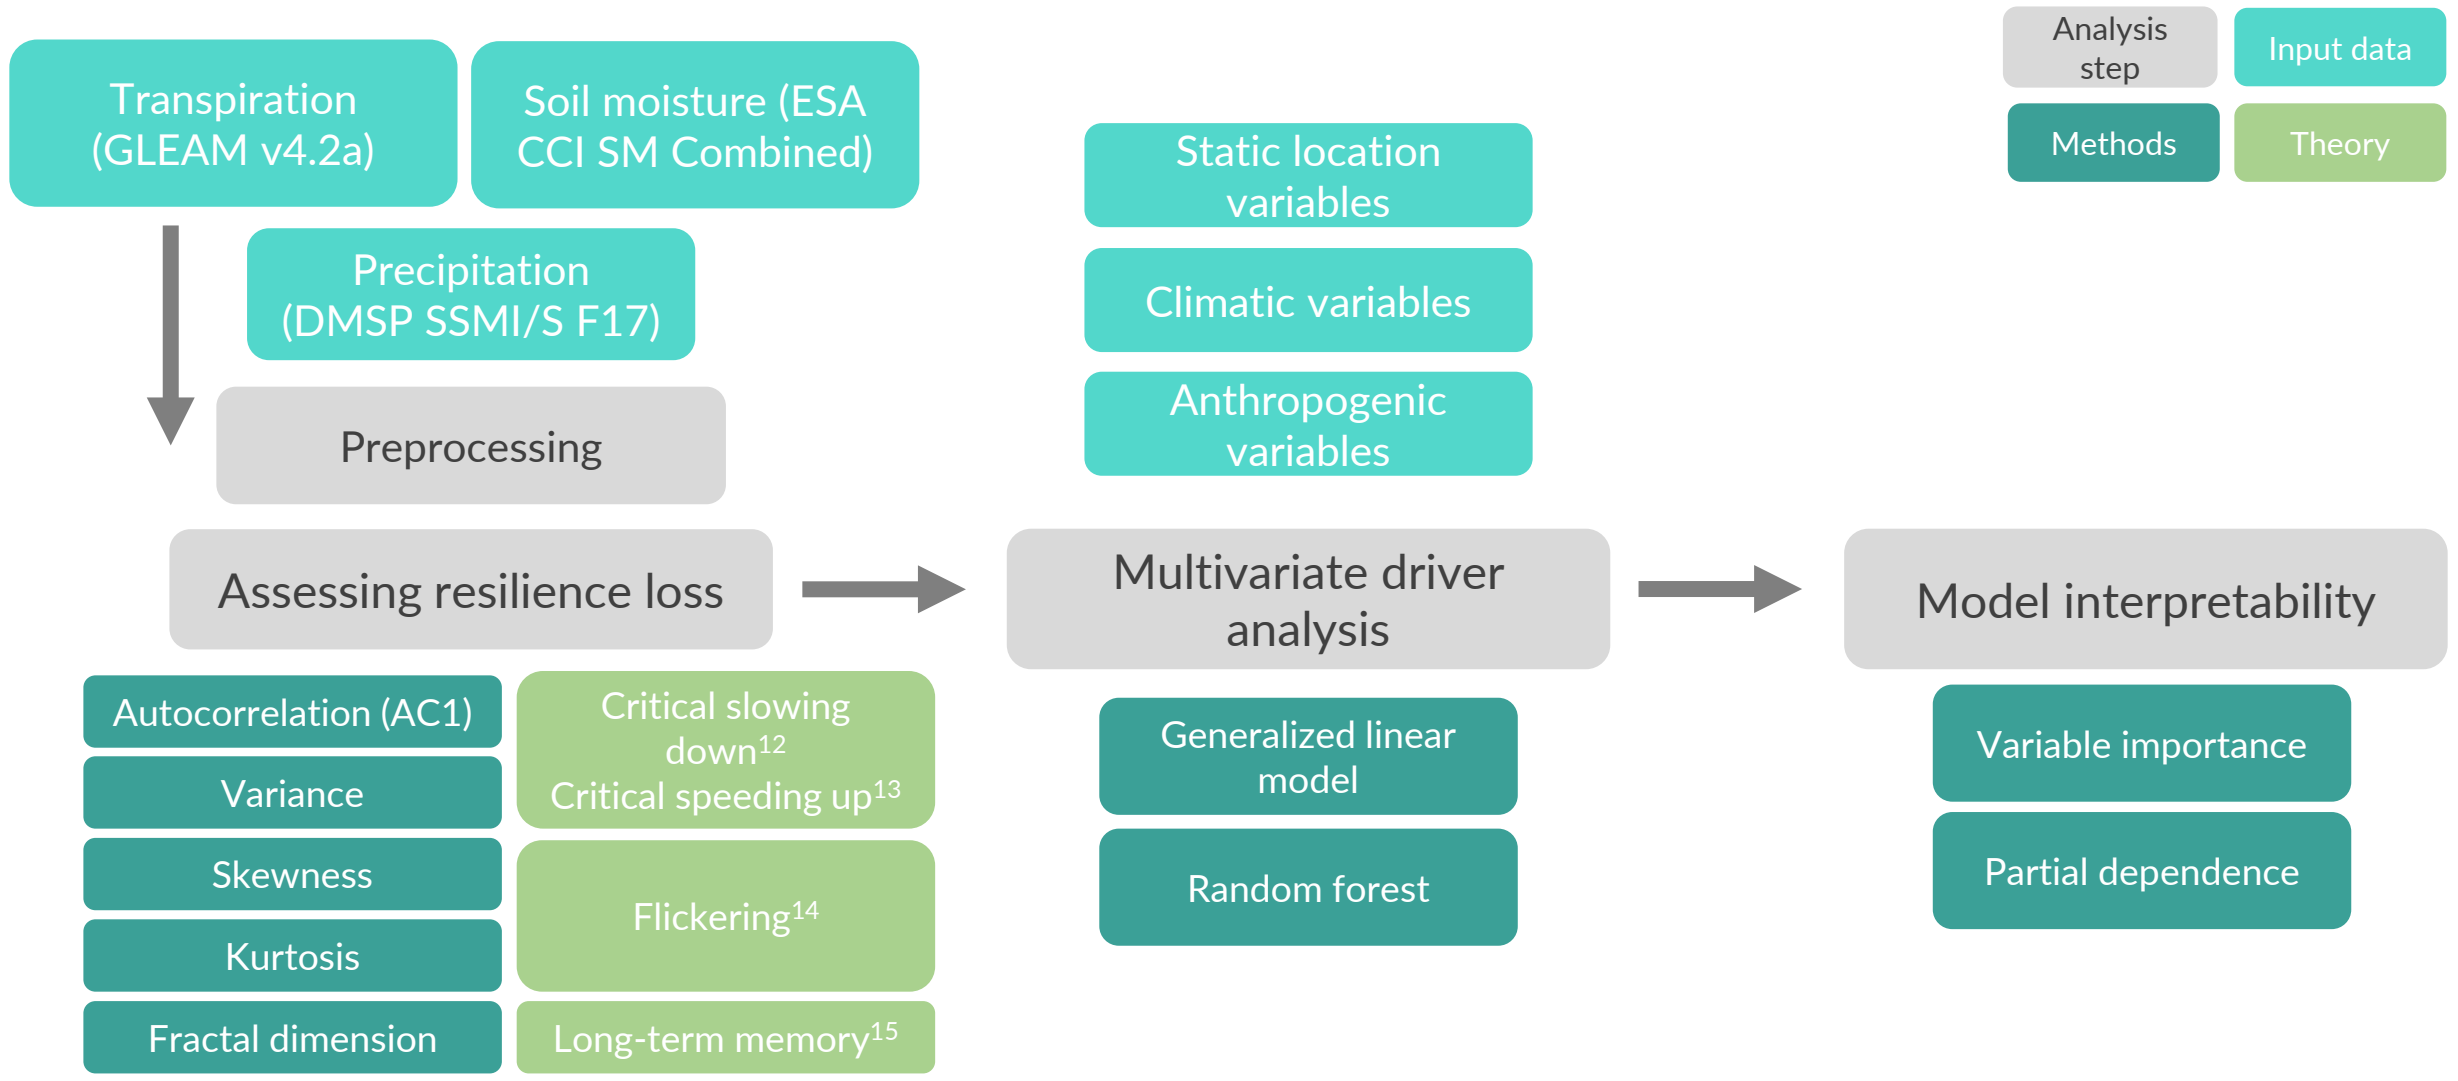 Analysis
step
Input data
Methods
Theory
Transpiration
(GLEAM v4.2a)
Soil moisture (ESA
CCI SM Combined)
Precipitation
(DMSP SSMI/S F17)
Preprocessing
Assessing resilience loss
Autocorrelation (AC1)
Variance
Skewness
Kurtosis
Fractal dimension
Critical slowing
down¹²
Critical speeding up¹³
Flickering¹⁴
Long-term memory¹⁵
Static location
variables
Climatic variables
Anthropogenic
variables
Multivariate driver
analysis
Generalized linear
model
Random forest
Model interpretability
Variable importance
Partial dependence